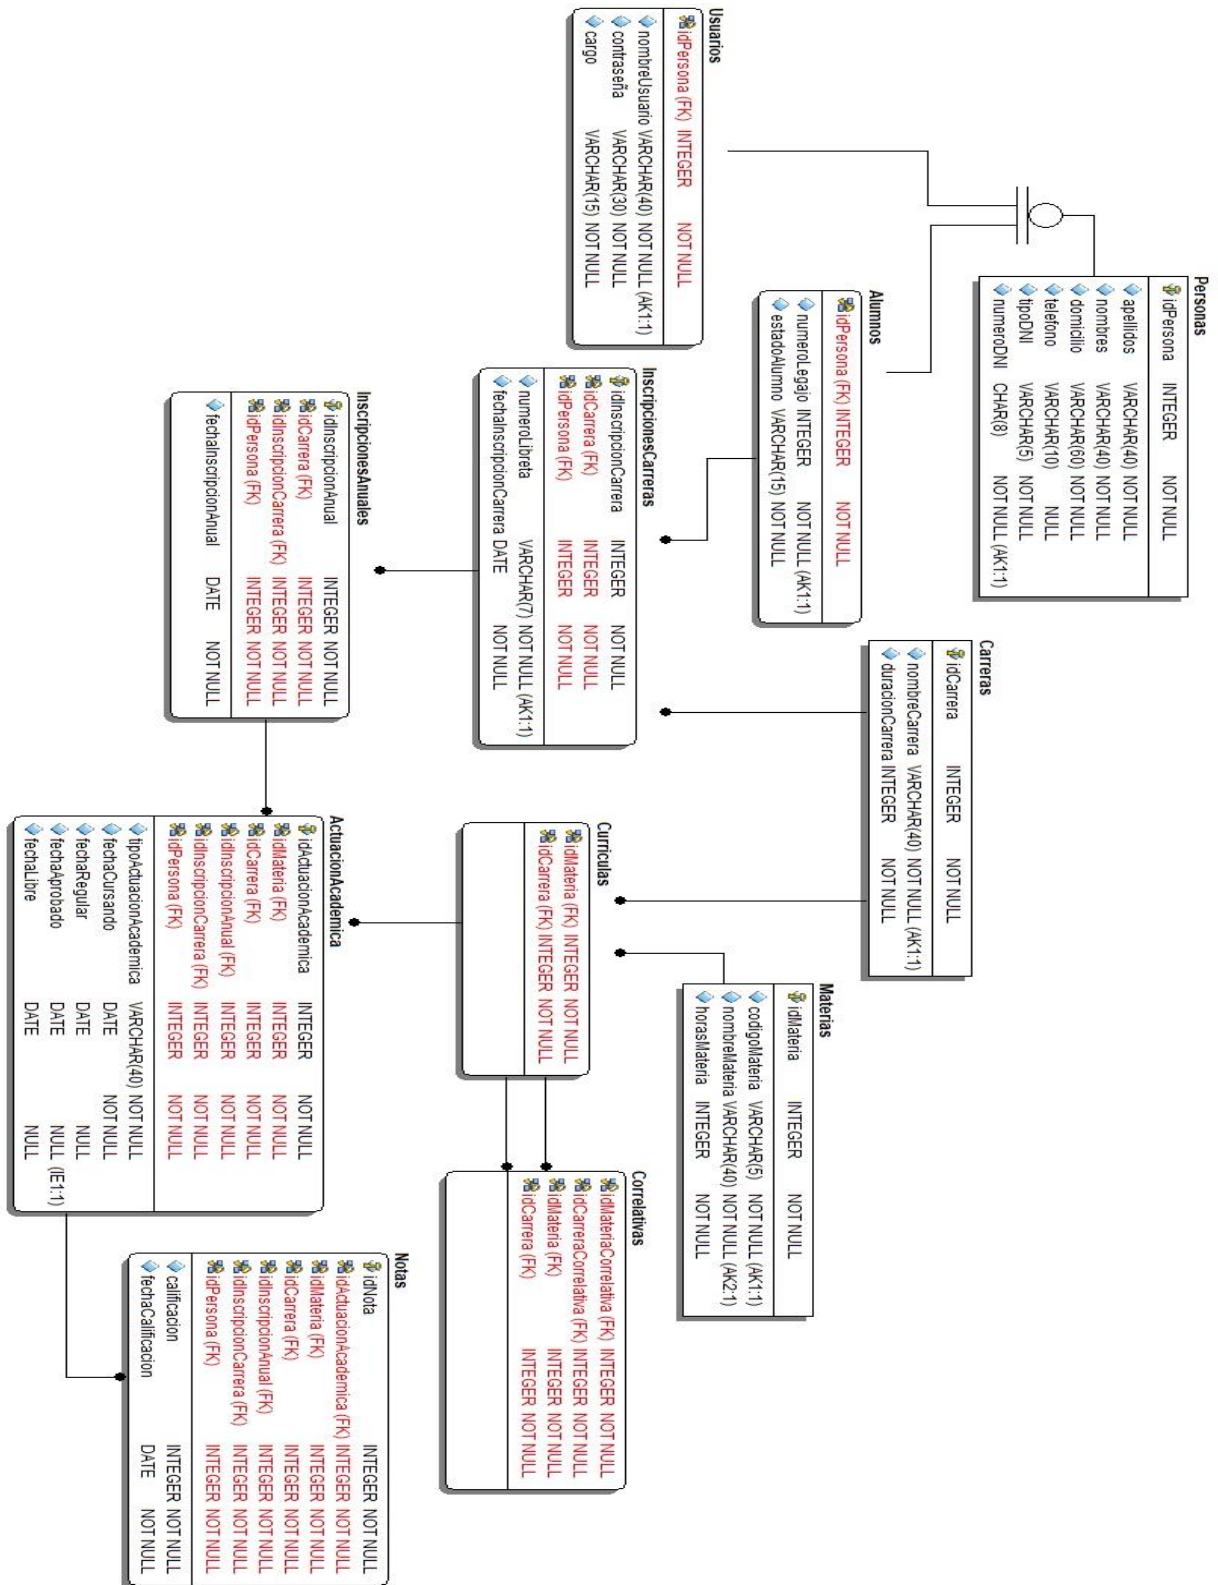 Personas
idPersona INTEGER NOT NULL
apellidos VARCHAR(40) NOT NULL
nombres VARCHAR(40) NOT NULL
domicilio VARCHAR(60) NOT NULL
telefono VARCHAR(10) NULL
tipoDNI VARCHAR(5) NOT NULL
numeroDNI CHAR(8) NOT NULL (AK1:1)
Usuarios
idPersona (FK) INTEGER NOT NULL
nombreUsuario VARCHAR(40) NOT NULL (AK1:1)
contraseña VARCHAR(30) NOT NULL
cargo VARCHAR(15) NOT NULL
Alumnos
idPersona (FK) INTEGER NOT NULL
numeroLegajo INTEGER NOT NULL (AK1:1)
estadoAlumno VARCHAR(15) NOT NULL
Carreras
idCarrera INTEGER NOT NULL
nombreCarrera VARCHAR(40) NOT NULL (AK1:1)
duracionCarrera INTEGER NOT NULL
Materias
idMateria INTEGER NOT NULL
codigoMateria VARCHAR(5) NOT NULL (AK1:1)
nombreMateria VARCHAR(40) NOT NULL (AK2:1)
horasMateria INTEGER NOT NULL
InscripcionesCarreras
idInscripcionCarrera INTEGER NOT NULL
idCarrera (FK) INTEGER NOT NULL
idPersona (FK) INTEGER NOT NULL
numeroLibreta VARCHAR(7) NOT NULL (AK1:1)
fechaInscripcionCarrera DATE NOT NULL
Curriculas
idMateria (FK) INTEGER NOT NULL
idCarrera (FK) INTEGER NOT NULL
Correlativas
idMateriaCorrelativa (FK) INTEGER NOT NULL
idCarreraCorrelativa (FK) INTEGER NOT NULL
idMateria (FK) INTEGER NOT NULL
idCarrera (FK) INTEGER NOT NULL
InscripcionesAnuales
idInscripcionAnual INTEGER NOT NULL
idCarrera (FK) INTEGER NOT NULL
idInscripcionCarrera (FK) INTEGER NOT NULL
idPersona (FK) INTEGER NOT NULL
fechaInscripcionAnual DATE NOT NULL
ActuacionAcademica
idActuacionAcademica INTEGER NOT NULL
idMateria (FK) INTEGER NOT NULL
idCarrera (FK) INTEGER NOT NULL
idInscripcionAnual (FK) INTEGER NOT NULL
idInscripcionCarrera (FK) INTEGER NOT NULL
idPersona (FK) INTEGER NOT NULL
tipoActuacionAcademica VARCHAR(40) NOT NULL
fechaCursando DATE NOT NULL
fechaRegular DATE NULL
fechaAprobado DATE NULL (IE1:1)
fechaLibre DATE NULL
Notas
idNota INTEGER NOT NULL
idActuacionAcademica (FK) INTEGER NOT NULL
idMateria (FK) INTEGER NOT NULL
idCarrera (FK) INTEGER NOT NULL
idInscripcionAnual (FK) INTEGER NOT NULL
idInscripcionCarrera (FK) INTEGER NOT NULL
idPersona (FK) INTEGER NOT NULL
calificacion INTEGER NOT NULL
fechaCalificacion DATE NOT NULL